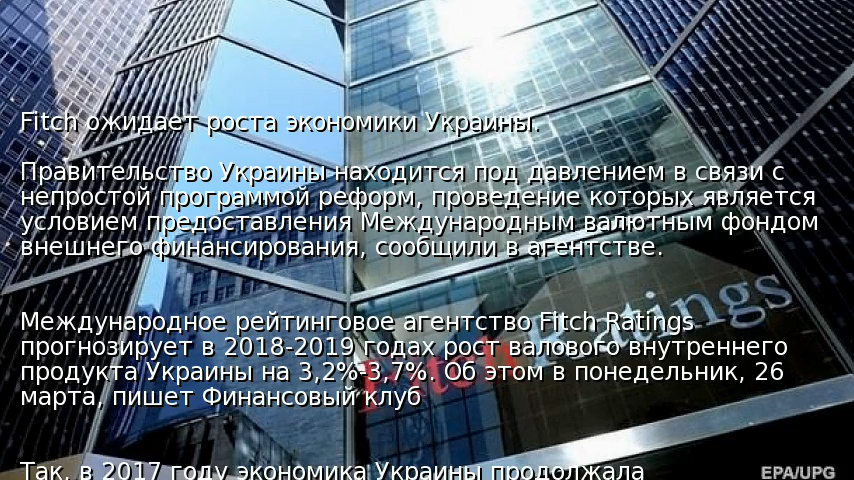 Fitch ожидает роста экономики Украины.
Правительство Украины находится под давлением в связи с
непростой программой реформ, проведение которых является
условием предоставления Международным валютным фондом
внешнего финансирования, сообщили в агентстве.
Международное рейтинговое агентство Fitch Ratings
прогнозирует в 2018-2019 годах рост валового внутреннего
продукта Украины на 3,2%-3,7%. Об этом в понедельник, 26
марта, пишет Финансовый клуб
Так, в 2017 году экономика Украины продолжала
Fitch Ratings
EPA/UPG